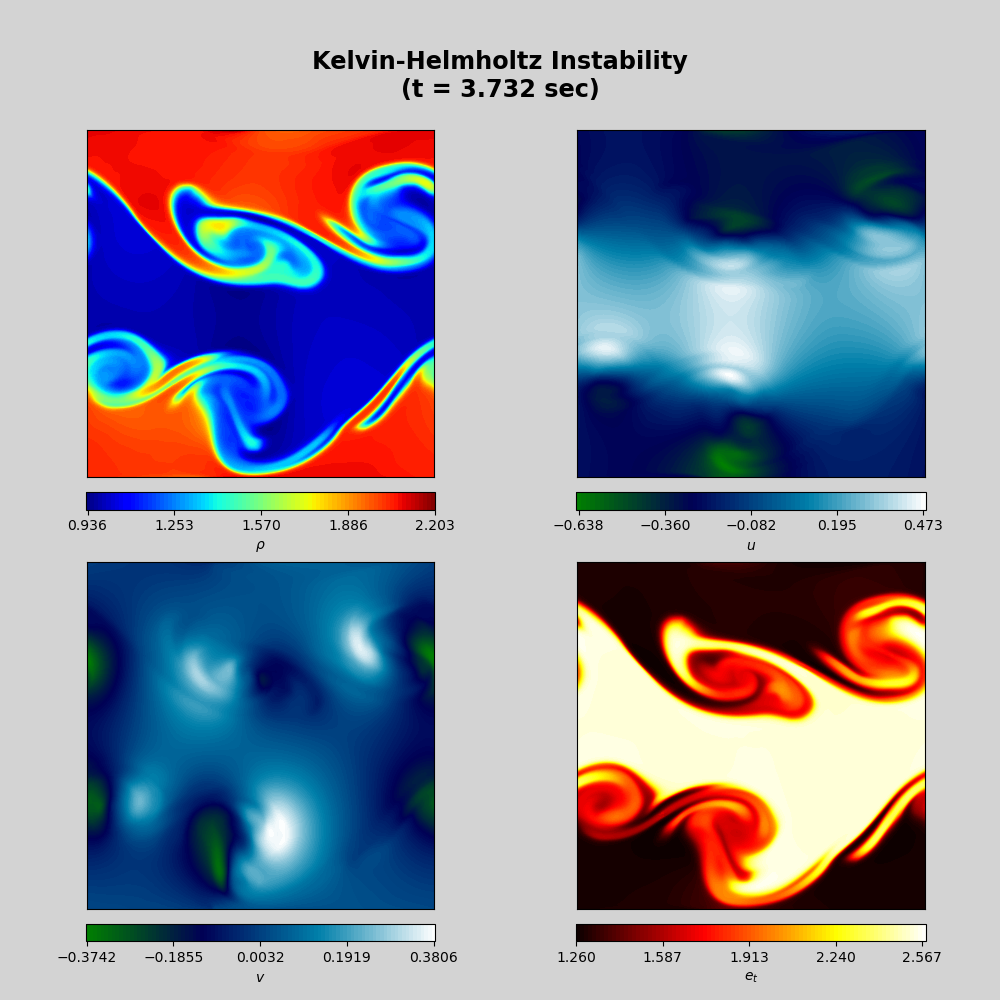 Kelvin-Helmholtz Instability
(t = 3.732 sec)
0.936 1.253 1.570 1.886 2.203
ρ
−0.638 −0.360 −0.082 0.195 0.473
u
−0.3742 −0.1855 0.0032 0.1919 0.3806
v
1.260 1.587 1.913 2.240 2.567
e_t